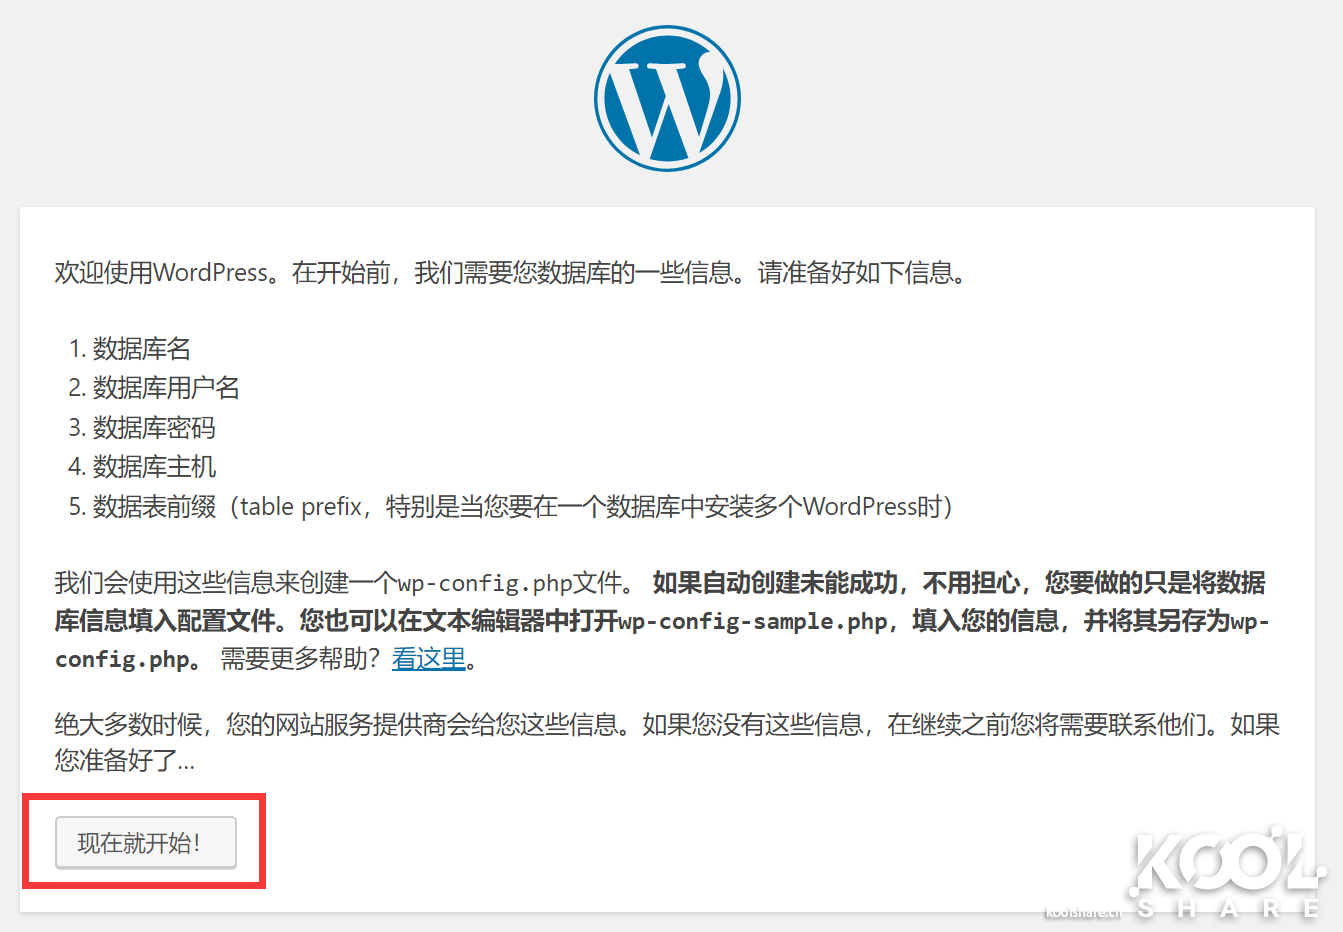 欢迎使用WordPress。在开始前，我们需要您数据库的一些信息。请准备好如下信息。
1. 数据库名
2. 数据库用户名
3. 数据库密码
4. 数据库主机
5. 数据表前缀（table prefix，特别是当您要在一个数据库中安装多个WordPress时）
我们会使用这些信息来创建一个wp-config.php文件。 如果自动创建未能成功，不用担心，您要做的只是将数据
库信息填入配置文件。您也可以在文本编辑器中打开wp-config-sample.php，填入您的信息，并将其另存为wp-
config.php。 需要更多帮助？看这里。
绝大多数时候，您的网站服务提供商会给您这些信息。如果您没有这些信息，在继续之前您将需要联系他们。如果
您准备好了...
现在就开始！
KOOL
koolshare.cn SHARE